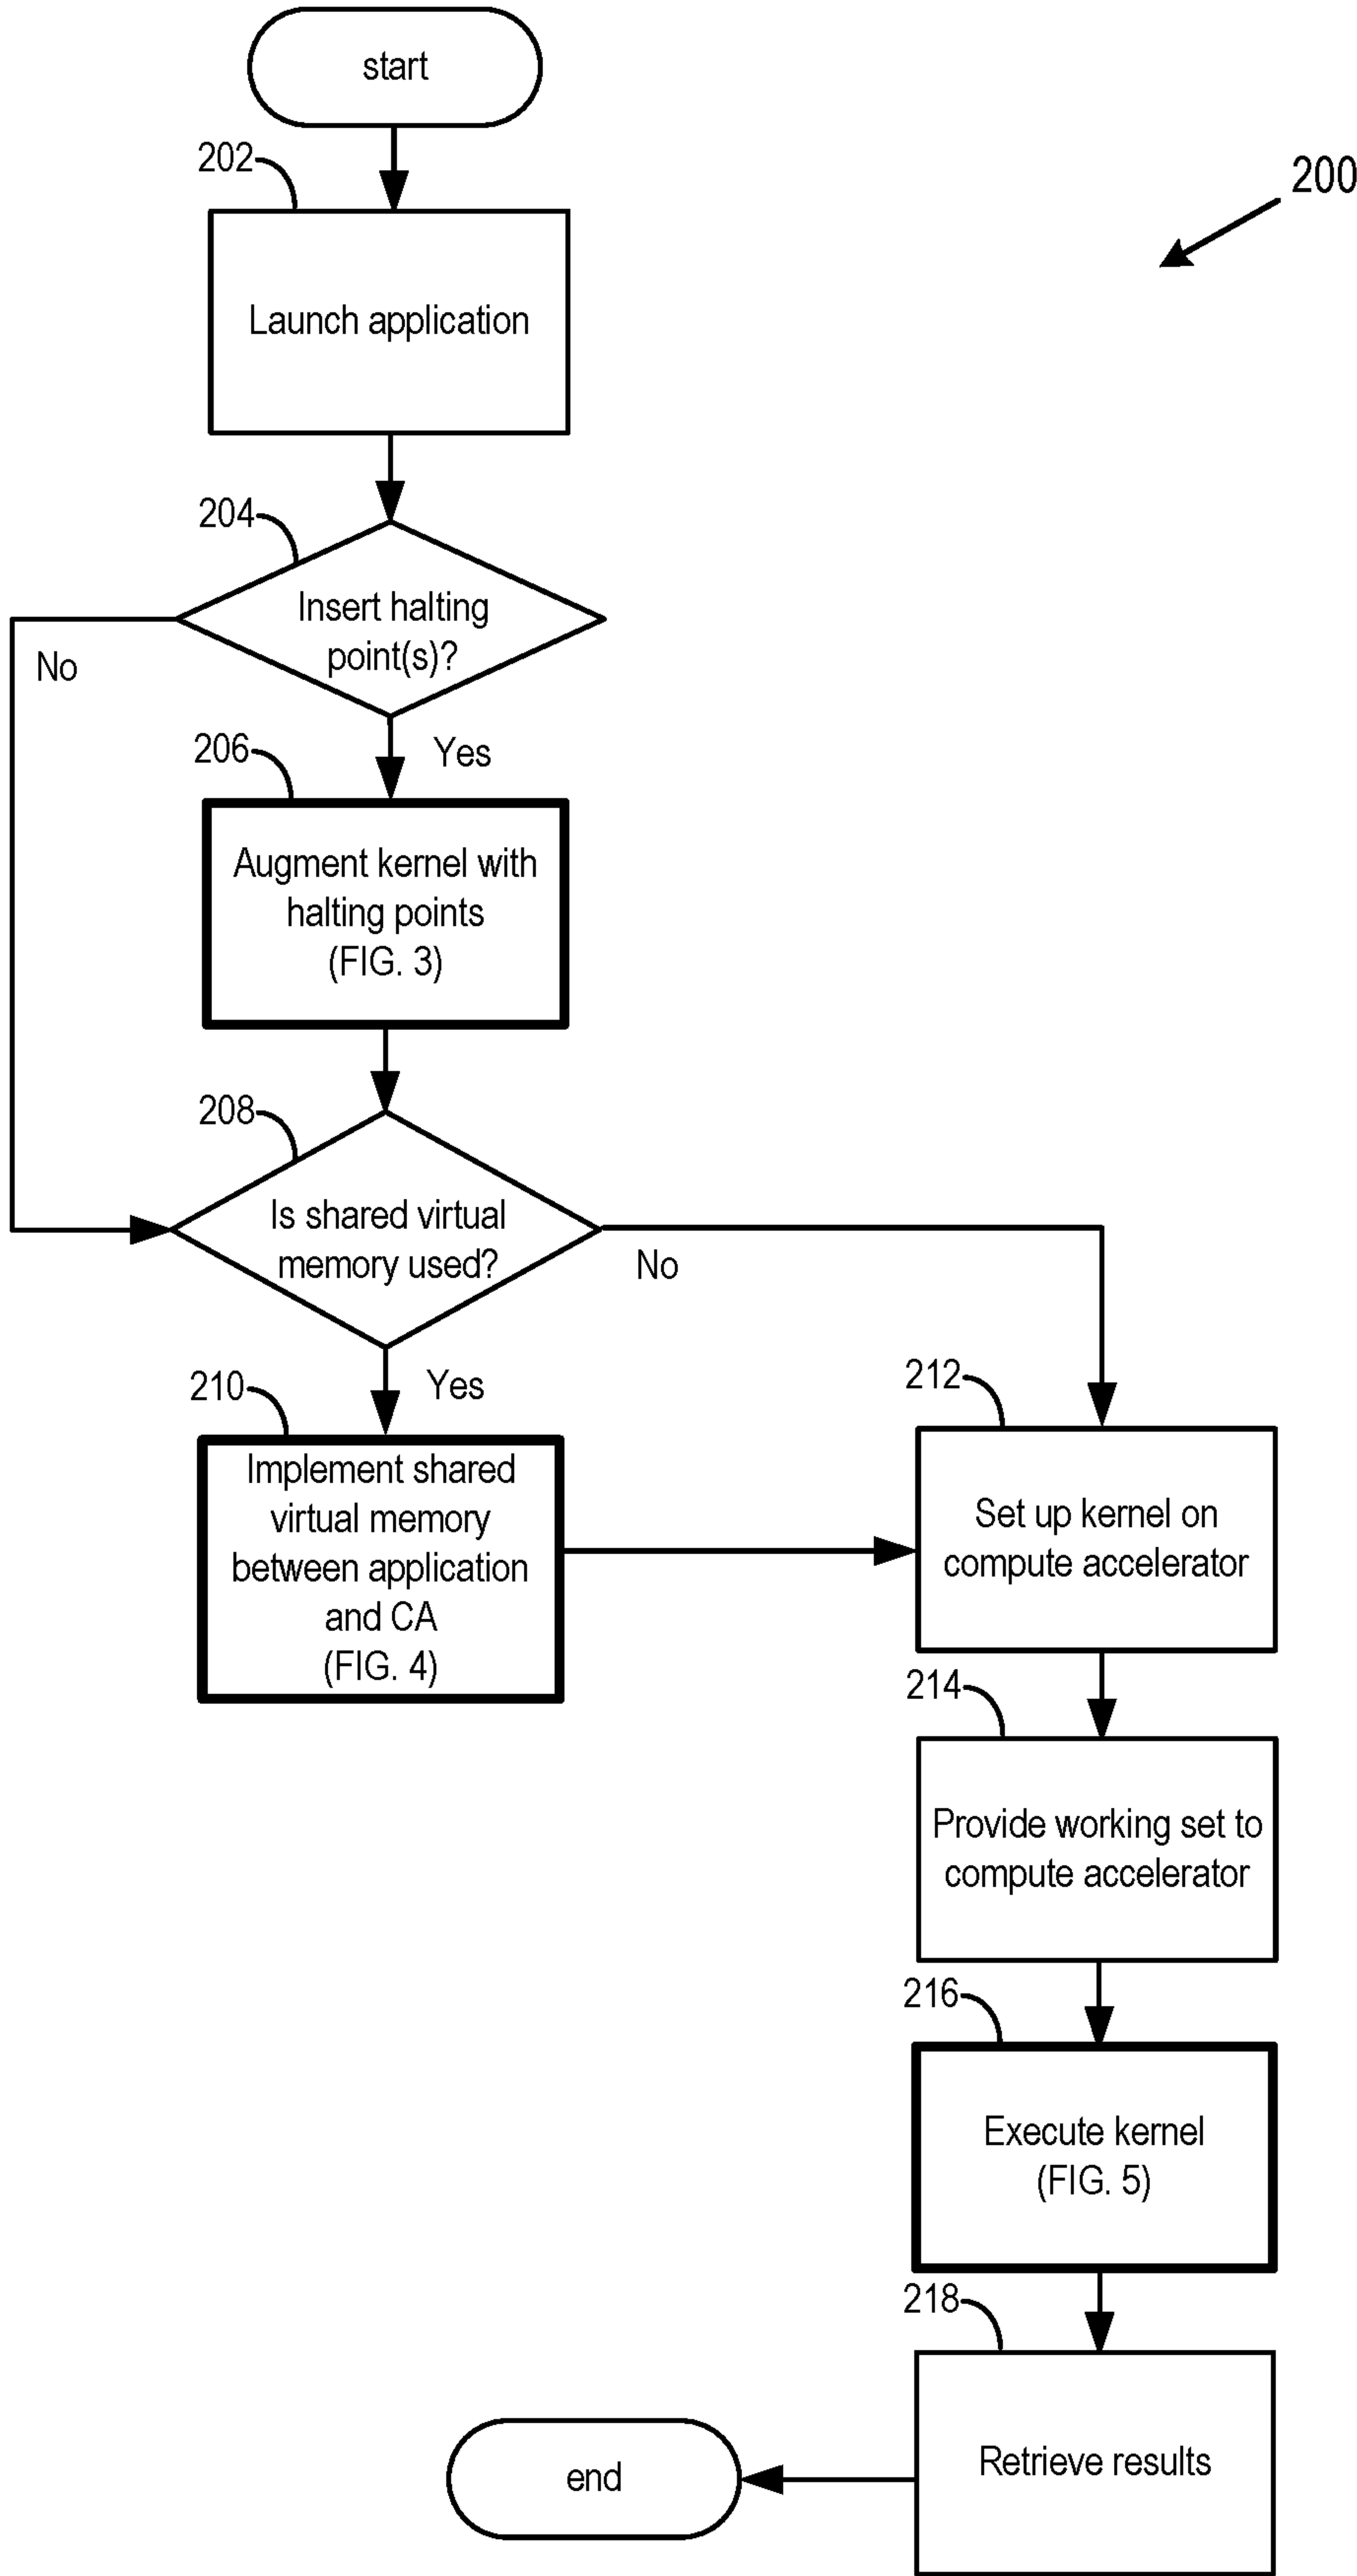 start
202
200
Launch application
204
Insert halting
point(s)?
No
206
Yes
Augment kernel with
halting points
(FIG. 3)
208
Is shared virtual
memory used?
No
210
Yes
212
Implement shared
virtual memory
between application
and CA
(FIG. 4)
Set up kernel on
compute accelerator
214
Provide working set to
compute accelerator
216
Execute kernel
(FIG. 5)
218
Retrieve results
end